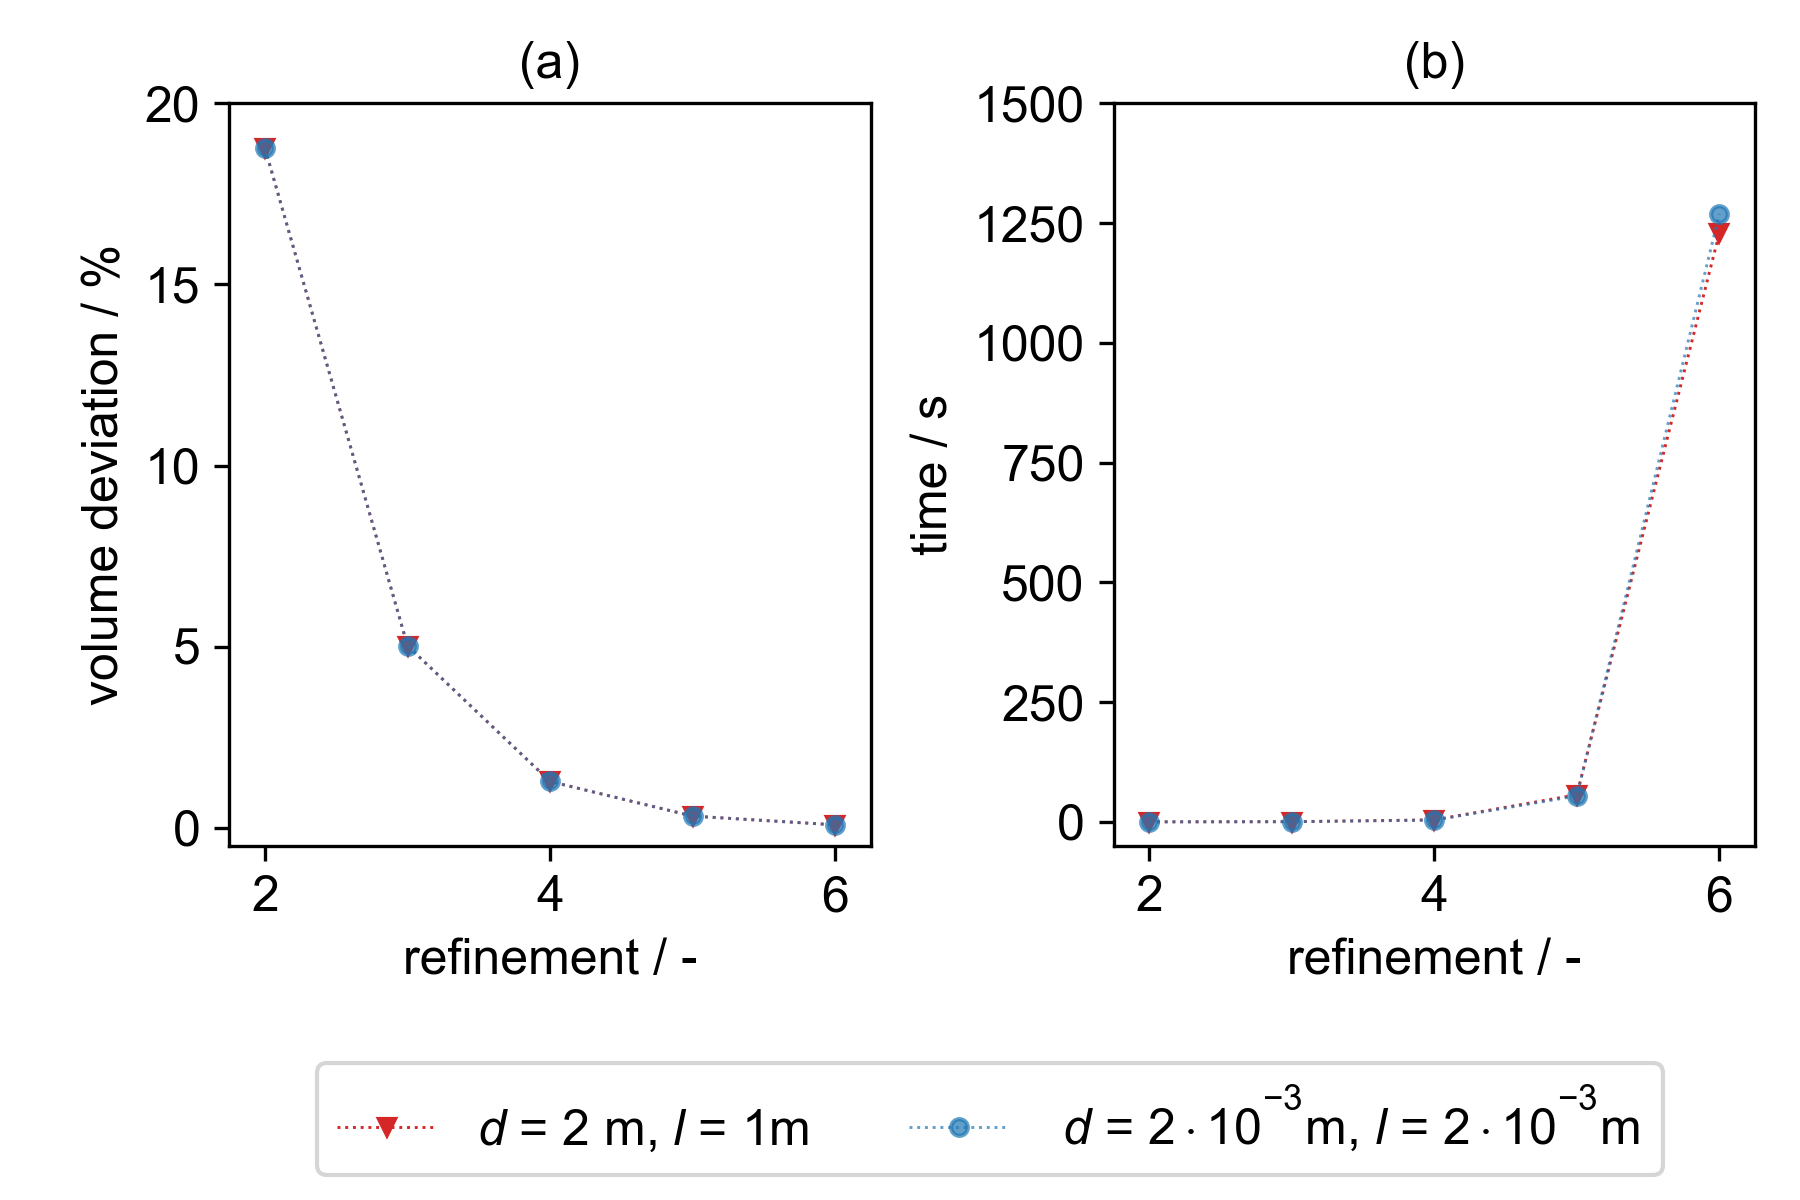 (a)
20
15
10
5
0
volume deviation / %
2 4 6
refinement / -
(b)
1500
1250
1000
750
500
250
0
time / s
2 4 6
refinement / -
d = 2 m, l = 1m
d = 2 · 10⁻³m, l = 2 · 10⁻³m